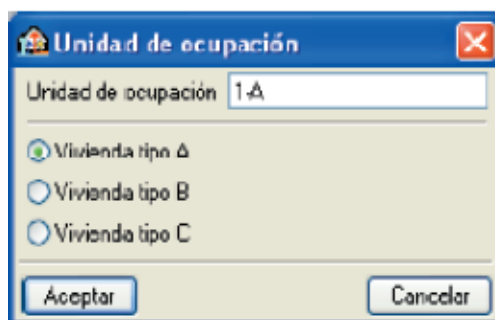 Unidad de ocupación
Unidad de ocupación 1-A
Vivienda tipo A
Vivienda tipo B
Vivienda tipo C
Aceptar Cancelar